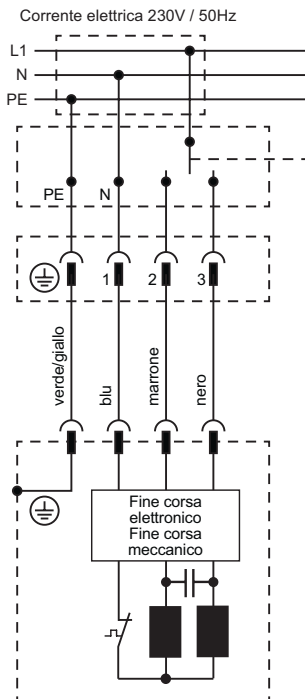 Corrente elettrica 230V / 50Hz
L1
N
PE
PE
N
1
2
3
verde/giallo
blu
marrone
nero
Fine corsa
elettronico
Fine corsa
meccanico